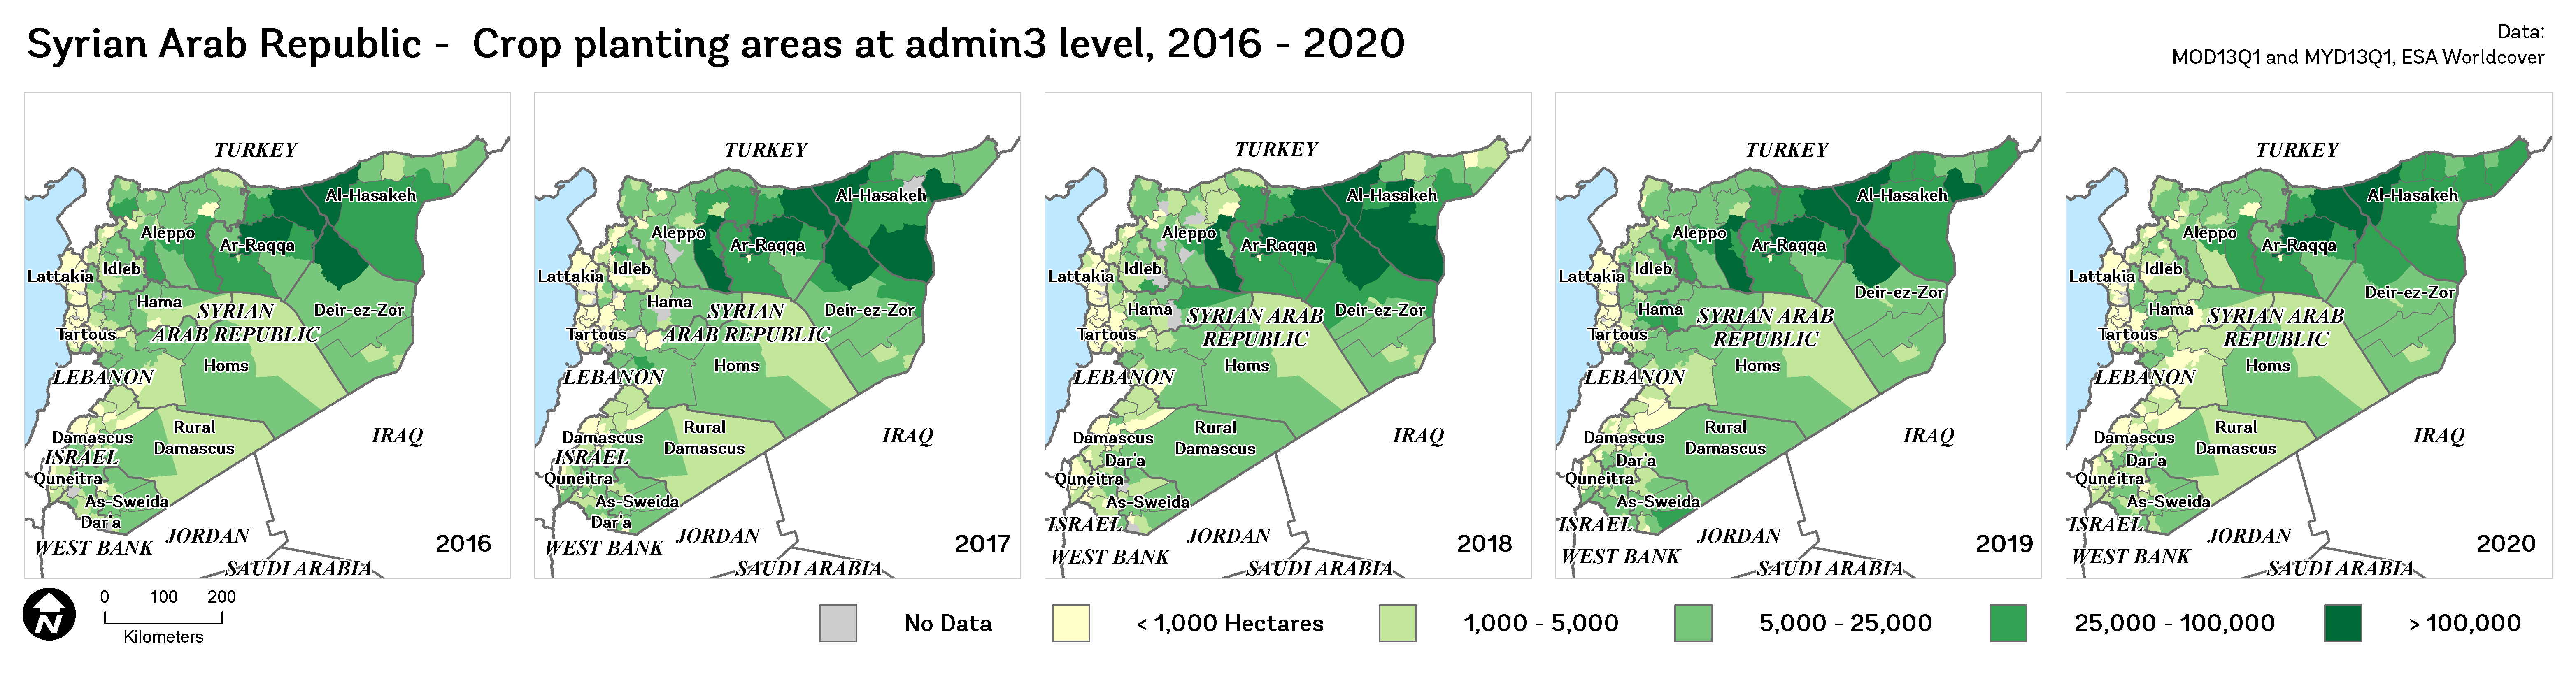 Syrian Arab Republic - Crop planting areas at admin3 level, 2016 - 2020
Data:
MOD13Q1 and MYD13Q1, ESA Worldcover
TURKEY
Al-Hasakeh
Aleppo
Ar-Raqqa
Lattakia
Idleb
Hama
SYRIAN
ARAB REPUBLIC
Deir-ez-Zor
Tartous
Homs
LEBANON
Rural
Damascus
Damascus
IRAQ
ISRAEL
Quneitra
As-Sweida
Dar'a
JORDAN
WEST BANK
SAUDI ARABIA
2016
TURKEY
Al-Hasakeh
Aleppo
Ar-Raqqa
Lattakia
Idleb
Hama
SYRIAN
ARAB REPUBLIC
Deir-ez-Zor
Tartous
Homs
LEBANON
Rural
Damascus
Damascus
IRAQ
ISRAEL
Quneitra
As-Sweida
Dar'a
JORDAN
WEST BANK
SAUDI ARABIA
2017
TURKEY
Al-Hasakeh
Aleppo
Ar-Raqqa
Lattakia
Idleb
Hama
SYRIAN ARAB
REPUBLIC
Deir-ez-Zor
Tartous
Homs
LEBANON
Rural
Damascus
Damascus
IRAQ
Dar'a
Quneitra
As-Sweida
ISRAEL
JORDAN
WEST BANK
SAUDI ARABIA
2018
TURKEY
Al-Hasakeh
Aleppo
Ar-Raqqa
Lattakia
Idleb
Deir-ez-Zor
Hama
SYRIAN ARAB
REPUBLIC
Tartous
Homs
LEBANON
Rural
Damascus
Damascus
IRAQ
Dar'a
Quneitra
As-Sweida
ISRAEL
JORDAN
WEST BANK
SAUDI ARABIA
2019
TURKEY
Al-Hasakeh
Aleppo
Ar-Raqqa
Lattakia
Idleb
Deir-ez-Zor
Hama
SYRIAN ARAB
REPUBLIC
Tartous
Homs
LEBANON
Rural
Damascus
Damascus
IRAQ
Dar'a
Quneitra
As-Sweida
ISRAEL
JORDAN
WEST BANK
SAUDI ARABIA
2020
N
0 100 200
Kilometers
No Data
< 1,000 Hectares
1,000 - 5,000
5,000 - 25,000
25,000 - 100,000
> 100,000